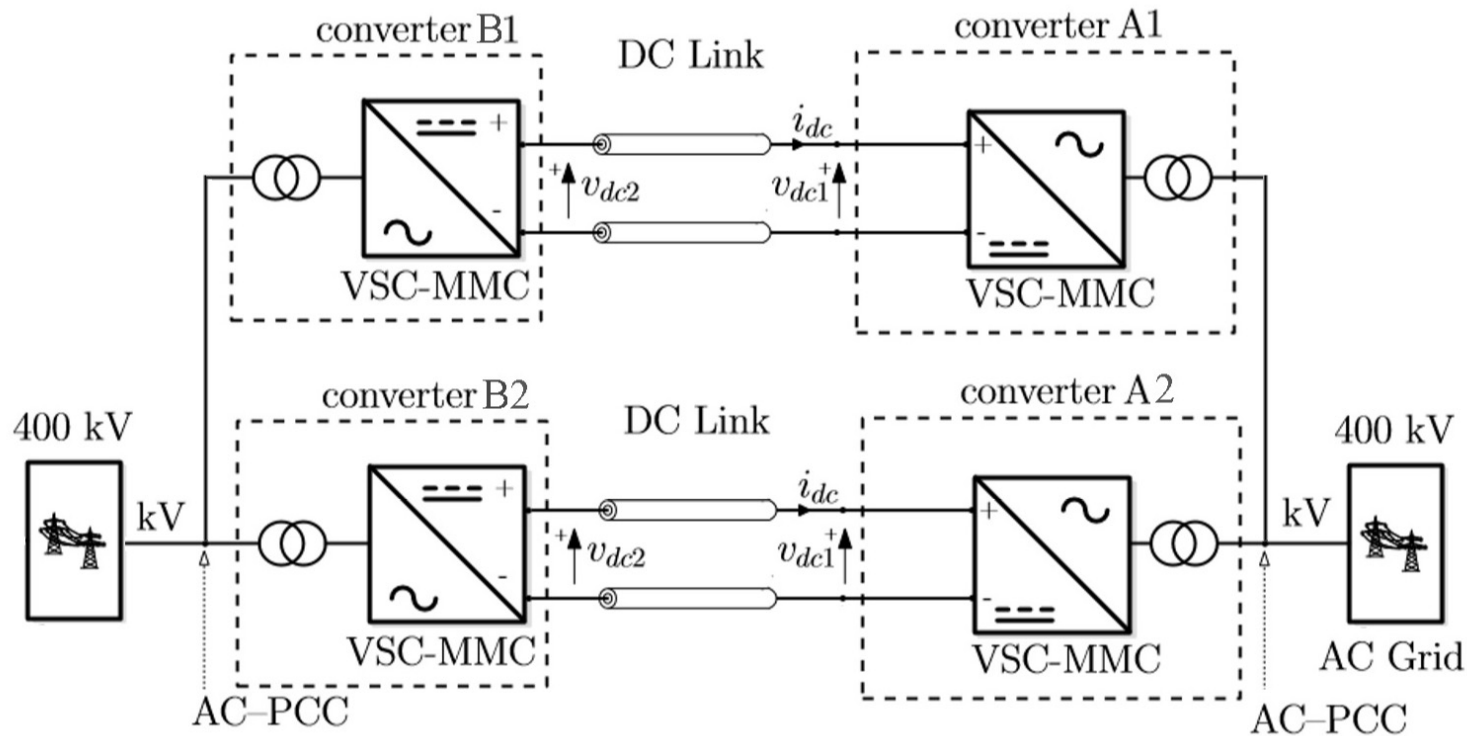 converter B1
DC Link
converter A1
+
i_dc
+
+ v_dc2
v_dc1 +
-
-
VSC-MMC
VSC-MMC
converter B2
DC Link
converter A2
400 kV
400 kV
+
i_dc
+
kV
kV
+ v_dc2
v_dc1 +
-
-
VSC-MMC
VSC-MMC
AC Grid
AC–PCC
AC–PCC